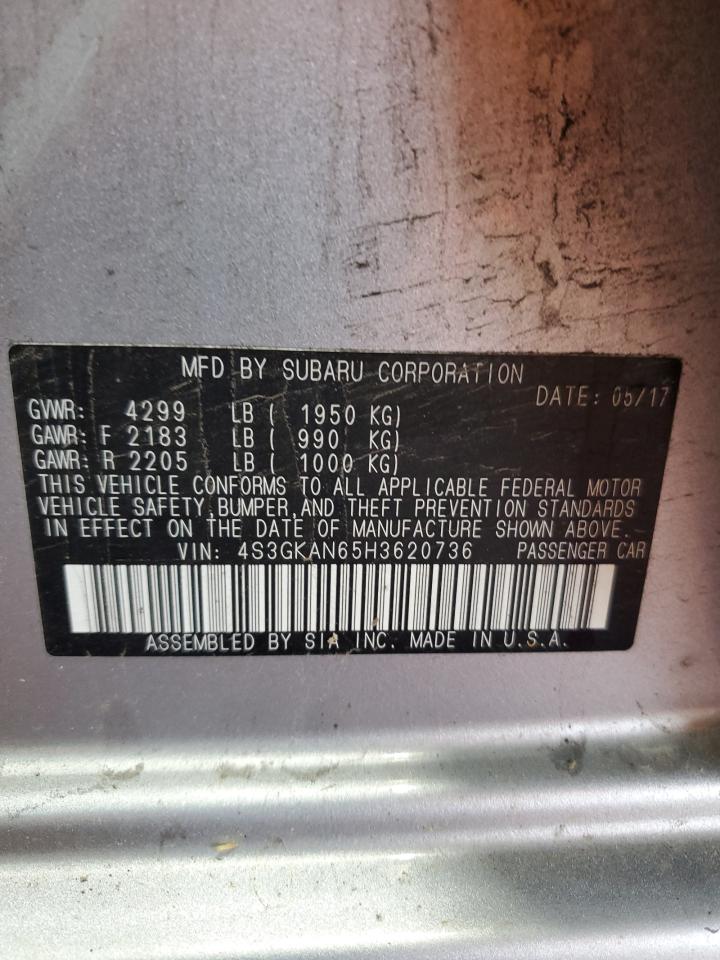 MFD BY SUBARU CORPORATION
DATE: 05/17
GVWR: 4299 LB ( 1950 KG)
GAWR: F 2183 LB ( 990 KG)
GAWR: R 2205 LB ( 1000 KG)
THIS VEHICLE CONFORMS TO ALL APPLICABLE FEDERAL MOTOR
VEHICLE SAFETY, BUMPER, AND THEFT PREVENTION STANDARDS
IN EFFECT ON THE DATE OF MANUFACTURE SHOWN ABOVE.
VIN: 4S3GKAN65H3620736 PASSENGER CAR
ASSEMBLED BY SIA INC. MADE IN U.S.A.